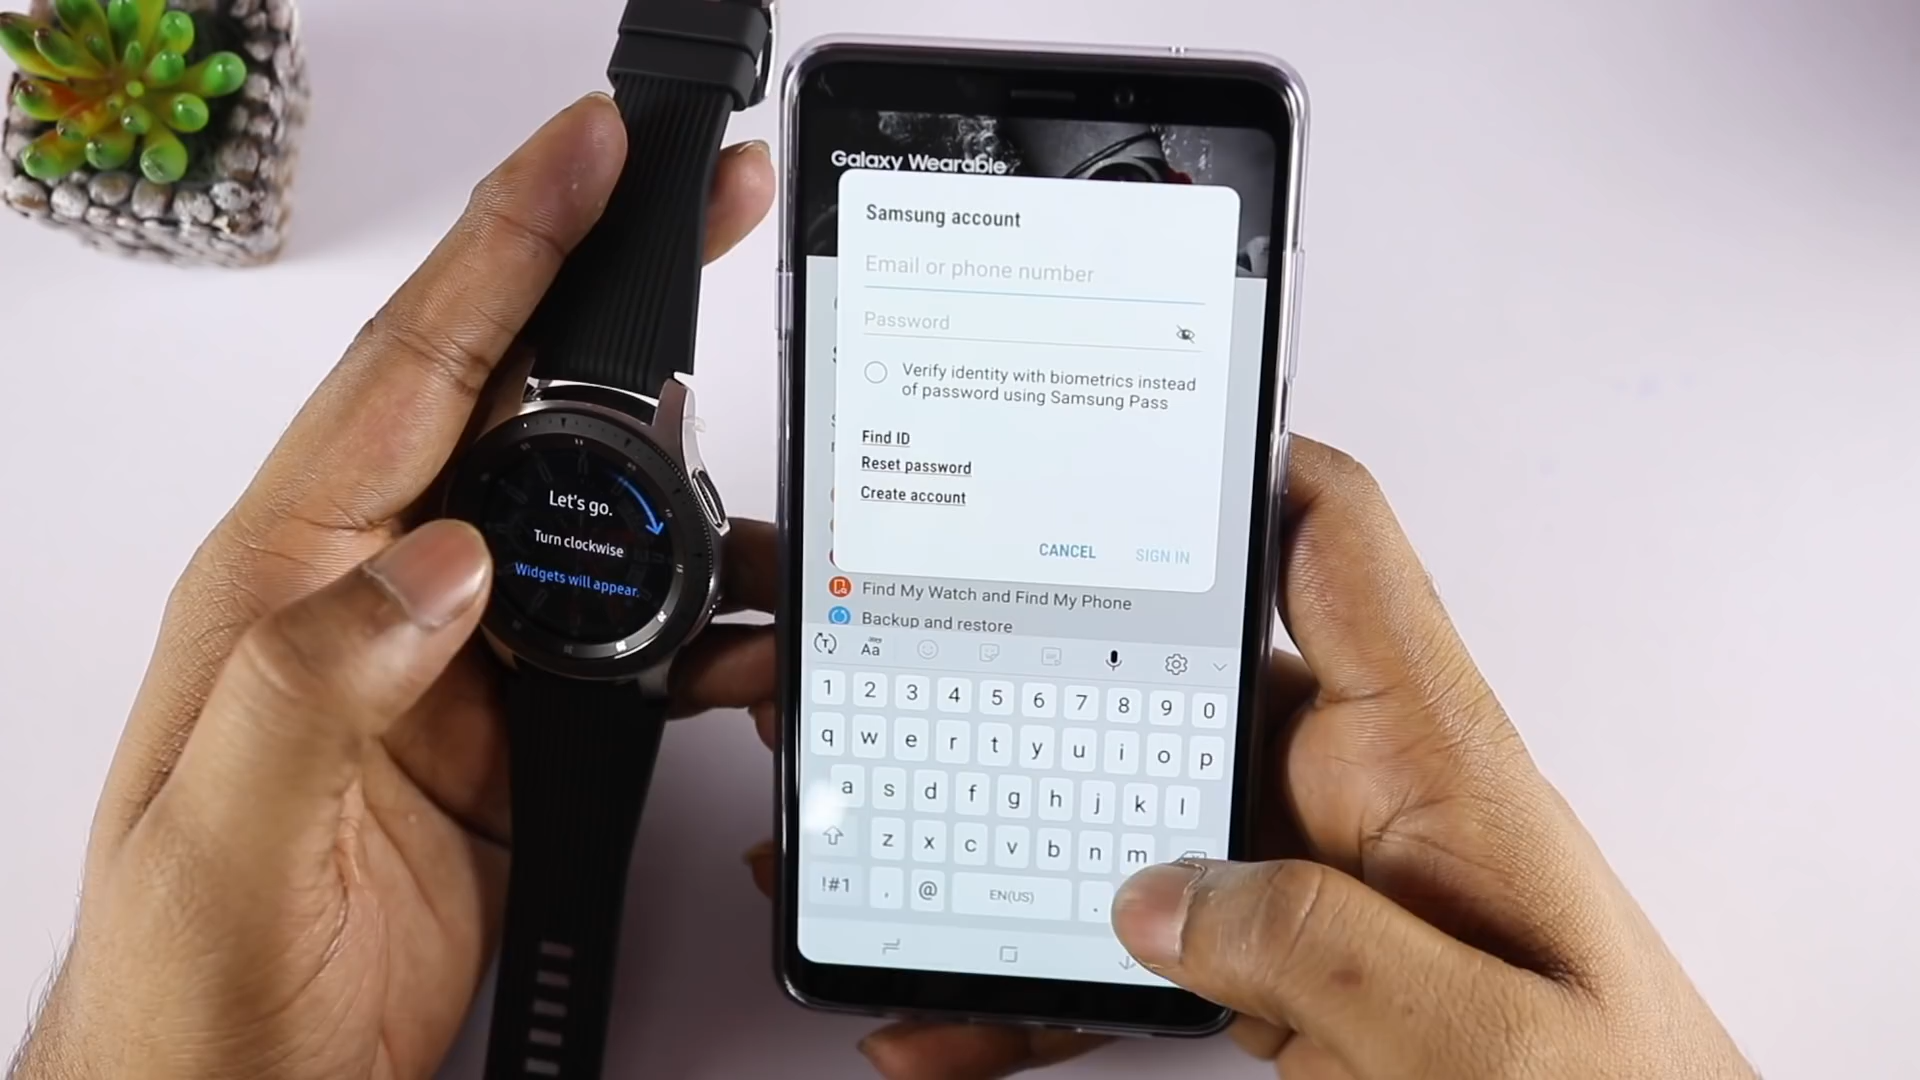 Galaxy Wearable
Samsung account
Email or phone number
Password
Verify identity with biometrics instead
of password using Samsung Pass
Find ID
Reset password
Create account
CANCEL SIGN IN
Find My Watch and Find My Phone
Backup and restore
Aa
1 2 3 4 5 6 7 8 9 0
q w e r t y u i o p
a s d f g h j k l
z x c v b n m
!#1 , @ EN(US) .
Let's go.
Turn clockwise
Widgets will appear.